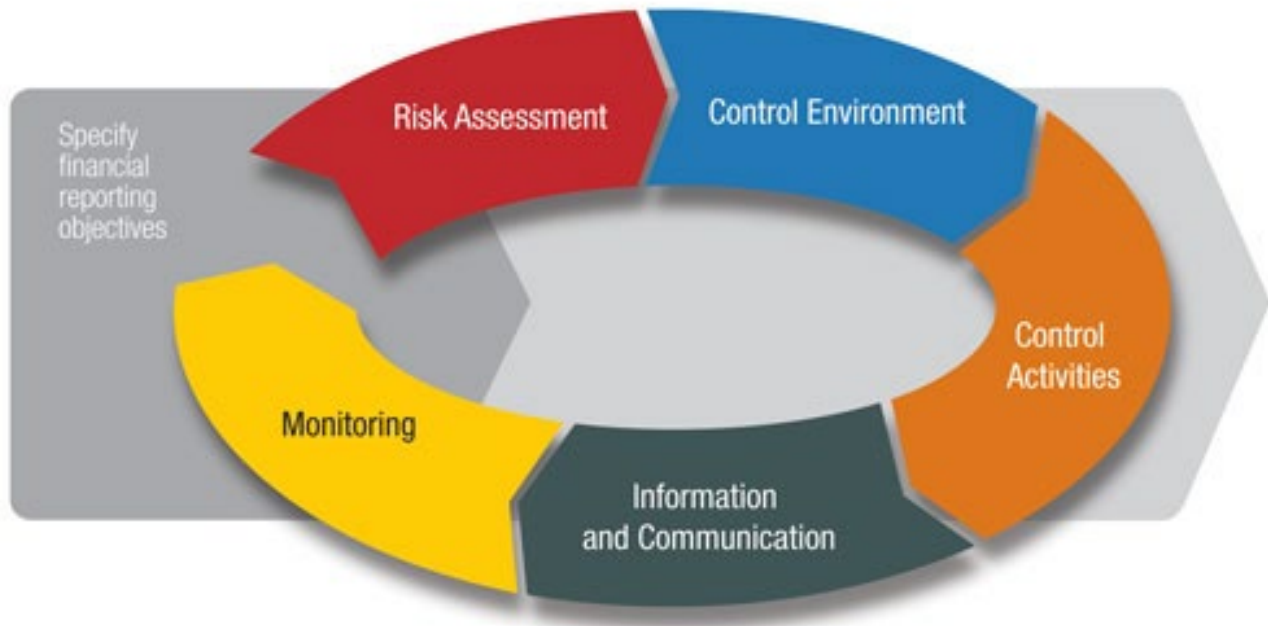 Specify
financial
reporting
objectives
Risk Assessment
Control Environment
Control
Activities
Information
and Communication
Monitoring